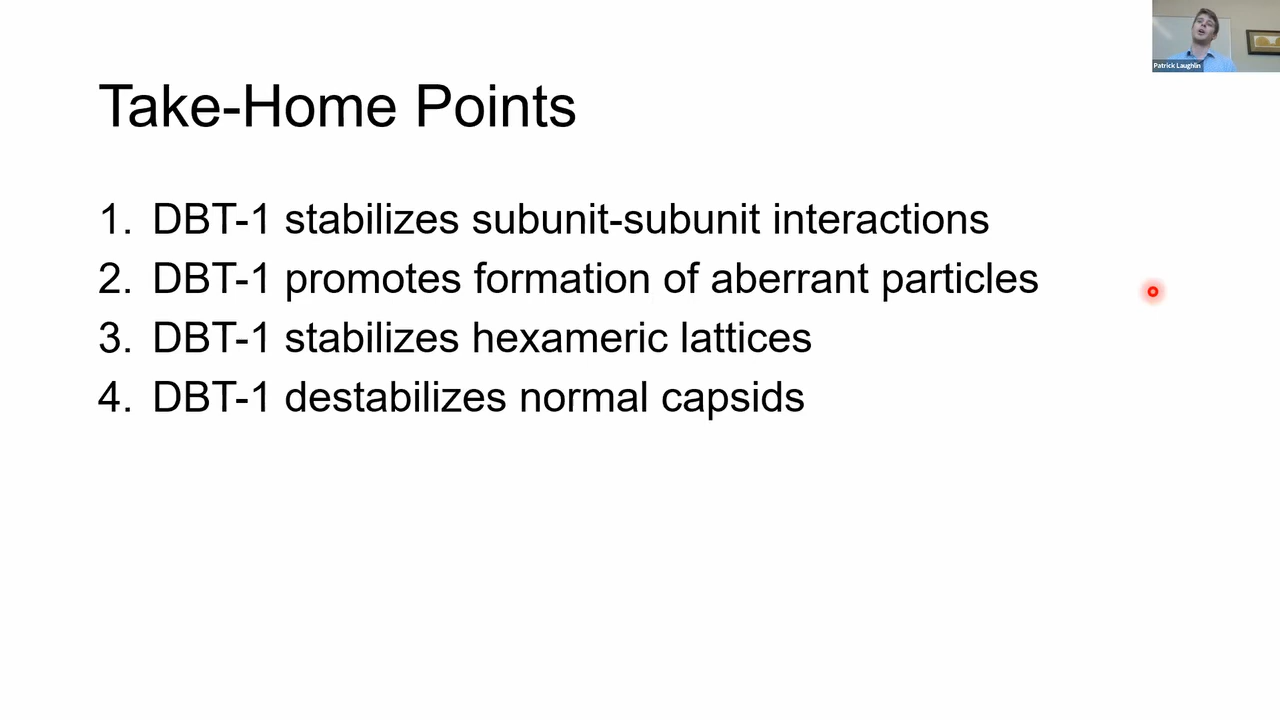 Patrick Laughlin
Take-Home Points
1. DBT-1 stabilizes subunit-subunit interactions
2. DBT-1 promotes formation of aberrant particles
3. DBT-1 stabilizes hexameric lattices
4. DBT-1 destabilizes normal capsids